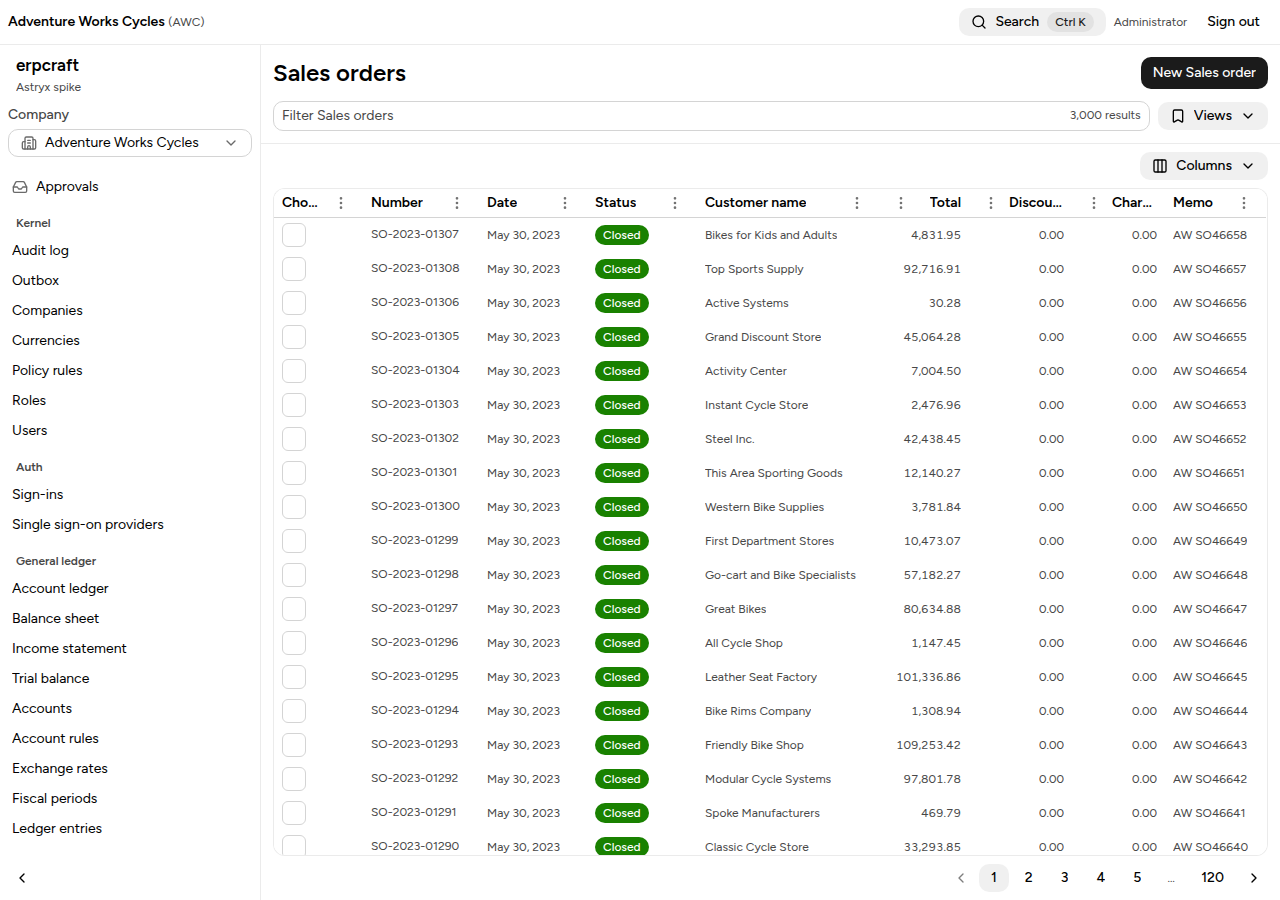 Adventure Works Cycles (AWC) Search Ctrl K Administrator Sign out
erpcraft
Astryx spike
Company
Adventure Works Cycles
Approvals
Kernel
Audit log
Outbox
Companies
Currencies
Policy rules
Roles
Users
Auth
Sign-ins
Single sign-on providers
General ledger
Account ledger
Balance sheet
Income statement
Trial balance
Accounts
Account rules
Exchange rates
Fiscal periods
Ledger entries
Sales orders New Sales order
Filter Sales orders 3,000 results Views
Columns
Cho... Number Date Status Customer name Total Discou... Char... Memo
SO-2023-01307 May 30, 2023 Closed Bikes for Kids and Adults 4,831.95 0.00 0.00 AW SO46658
SO-2023-01308 May 30, 2023 Closed Top Sports Supply 92,716.91 0.00 0.00 AW SO46657
SO-2023-01306 May 30, 2023 Closed Active Systems 30.28 0.00 0.00 AW SO46656
SO-2023-01305 May 30, 2023 Closed Grand Discount Store 45,064.28 0.00 0.00 AW SO46655
SO-2023-01304 May 30, 2023 Closed Activity Center 7,004.50 0.00 0.00 AW SO46654
SO-2023-01303 May 30, 2023 Closed Instant Cycle Store 2,476.96 0.00 0.00 AW SO46653
SO-2023-01302 May 30, 2023 Closed Steel Inc. 42,438.45 0.00 0.00 AW SO46652
SO-2023-01301 May 30, 2023 Closed This Area Sporting Goods 12,140.27 0.00 0.00 AW SO46651
SO-2023-01300 May 30, 2023 Closed Western Bike Supplies 3,781.84 0.00 0.00 AW SO46650
SO-2023-01299 May 30, 2023 Closed First Department Stores 10,473.07 0.00 0.00 AW SO46649
SO-2023-01298 May 30, 2023 Closed Go-cart and Bike Specialists 57,182.27 0.00 0.00 AW SO46648
SO-2023-01297 May 30, 2023 Closed Great Bikes 80,634.88 0.00 0.00 AW SO46647
SO-2023-01296 May 30, 2023 Closed All Cycle Shop 1,147.45 0.00 0.00 AW SO46646
SO-2023-01295 May 30, 2023 Closed Leather Seat Factory 101,336.86 0.00 0.00 AW SO46645
SO-2023-01294 May 30, 2023 Closed Bike Rims Company 1,308.94 0.00 0.00 AW SO46644
SO-2023-01293 May 30, 2023 Closed Friendly Bike Shop 109,253.42 0.00 0.00 AW SO46643
SO-2023-01292 May 30, 2023 Closed Modular Cycle Systems 97,801.78 0.00 0.00 AW SO46642
SO-2023-01291 May 30, 2023 Closed Spoke Manufacturers 469.79 0.00 0.00 AW SO46641
SO-2023-01290 May 30, 2023 Closed Classic Cycle Store 33,293.85 0.00 0.00 AW SO46640
1 2 3 4 5 ... 120